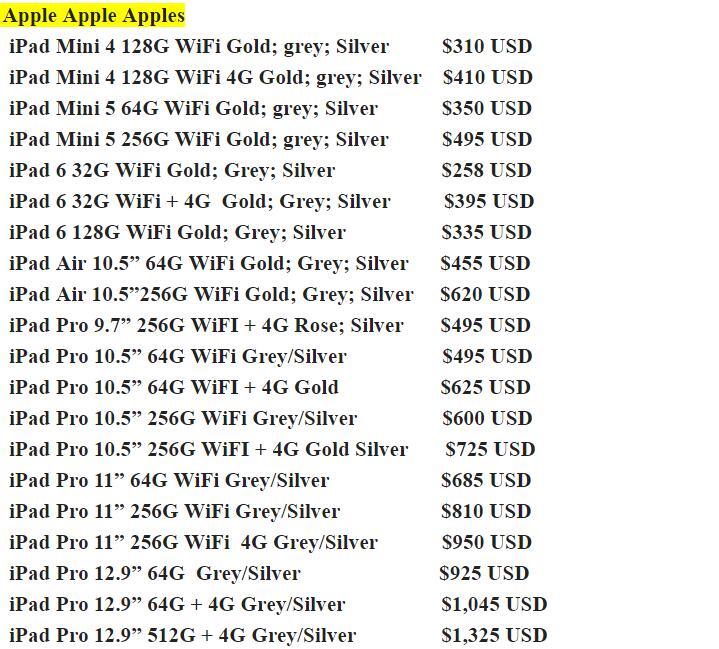 Apple Apple Apples
iPad Mini 4 128G WiFi Gold; grey; Silver $310 USD
iPad Mini 4 128G WiFi 4G Gold; grey; Silver $410 USD
iPad Mini 5 64G WiFi Gold; grey; Silver $350 USD
iPad Mini 5 256G WiFi Gold; grey; Silver $495 USD
iPad 6 32G WiFi Gold; Grey; Silver $258 USD
iPad 6 32G WiFi + 4G  Gold; Grey; Silver $395 USD
iPad 6 128G WiFi Gold; Grey; Silver $335 USD
iPad Air 10.5” 64G WiFi Gold; Grey; Silver $455 USD
iPad Air 10.5”256G WiFi Gold; Grey; Silver $620 USD
iPad Pro 9.7” 256G WiFI + 4G Rose; Silver $495 USD
iPad Pro 10.5” 64G WiFi Grey/Silver $495 USD
iPad Pro 10.5” 64G WiFI + 4G Gold $625 USD
iPad Pro 10.5” 256G WiFi Grey/Silver $600 USD
iPad Pro 10.5” 256G WiFI + 4G Gold Silver $725 USD
iPad Pro 11” 64G WiFi Grey/Silver $685 USD
iPad Pro 11” 256G WiFi Grey/Silver $810 USD
iPad Pro 11” 256G WiFi  4G Grey/Silver $950 USD
iPad Pro 12.9” 64G  Grey/Silver $925 USD
iPad Pro 12.9” 64G + 4G Grey/Silver $1,045 USD
iPad Pro 12.9” 512G + 4G Grey/Silver $1,325 USD